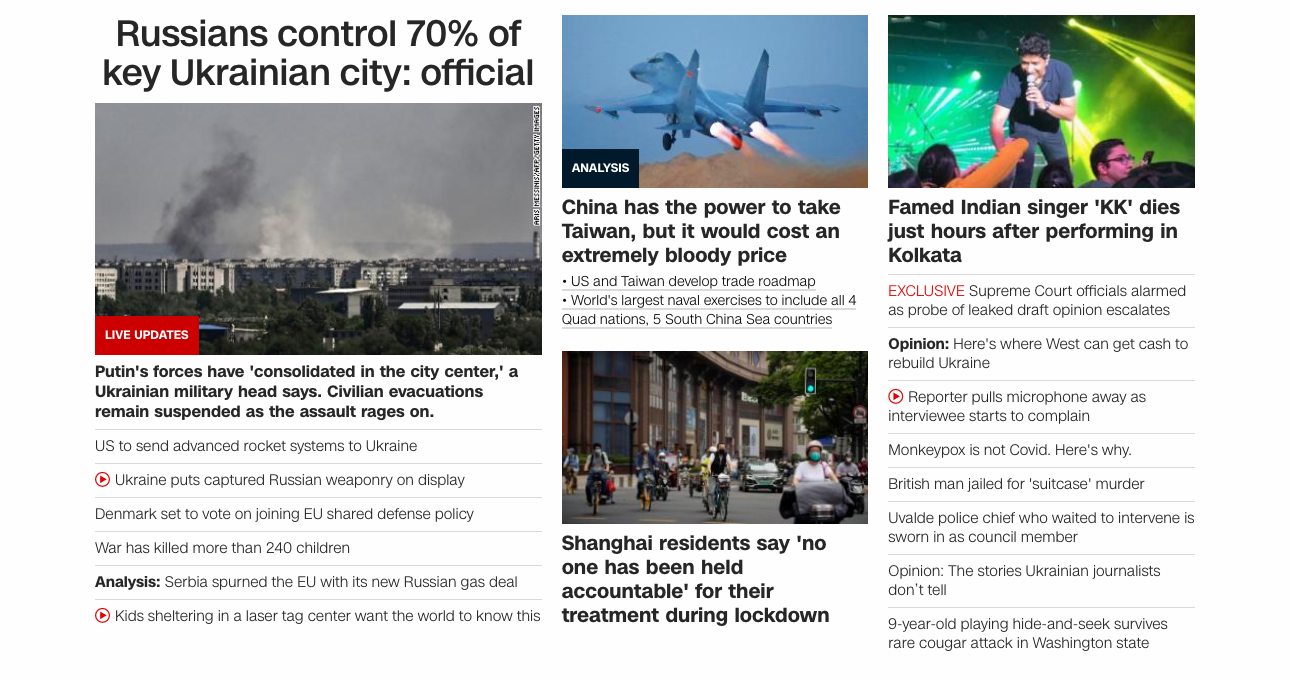 Russians control 70% of
key Ukrainian city: official
ARIS MESSINIS/AFP/GETTY IMAGES
LIVE UPDATES
Putin's forces have 'consolidated in the city center,' a
Ukrainian military head says. Civilian evacuations
remain suspended as the assault rages on.
US to send advanced rocket systems to Ukraine
Ukraine puts captured Russian weaponry on display
Denmark set to vote on joining EU shared defense policy
War has killed more than 240 children
Analysis: Serbia spurned the EU with its new Russian gas deal
Kids sheltering in a laser tag center want the world to know this
ANALYSIS
China has the power to take
Taiwan, but it would cost an
extremely bloody price
• US and Taiwan develop trade roadmap
• World's largest naval exercises to include all 4
Quad nations, 5 South China Sea countries
Shanghai residents say 'no
one has been held
accountable' for their
treatment during lockdown
Famed Indian singer 'KK' dies
just hours after performing in
Kolkata
EXCLUSIVE Supreme Court officials alarmed
as probe of leaked draft opinion escalates
Opinion: Here's where West can get cash to
rebuild Ukraine
Reporter pulls microphone away as
interviewee starts to complain
Monkeypox is not Covid. Here's why.
British man jailed for 'suitcase' murder
Uvalde police chief who waited to intervene is
sworn in as council member
Opinion: The stories Ukrainian journalists
don’t tell
9-year-old playing hide-and-seek survives
rare cougar attack in Washington state